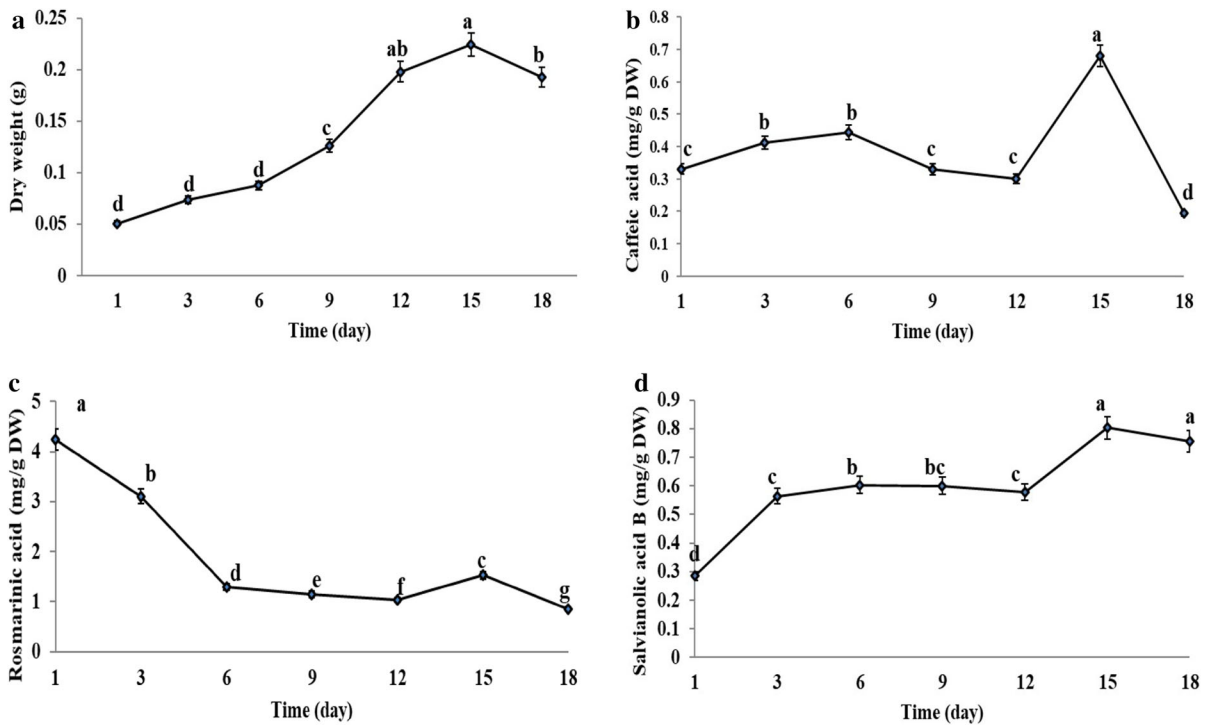 a
Dry weight (g)
0.25
0.2
0.15
0.1
0.05
0
d
d
d
c
ab
a
b
1 3 6 9 12 15 18
Time (day)
b
Caffeic acid (mg/g DW)
0.8
0.7
0.6
0.5
0.4
0.3
0.2
0.1
0
c
b
b
c
c
a
d
1 3 6 9 12 15 18
Time (day)
c
Rosmarinic acid (mg/g DW)
5
4
3
2
1
0
a
b
d
e
f
c
g
1 3 6 9 12 15 18
Time (day)
d
Salvianolic acid B (mg/g DW)
0.9
0.8
0.7
0.6
0.5
0.4
0.3
0.2
0.1
0
d
c
b
bc
c
a
a
1 3 6 9 12 15 18
Time (day)